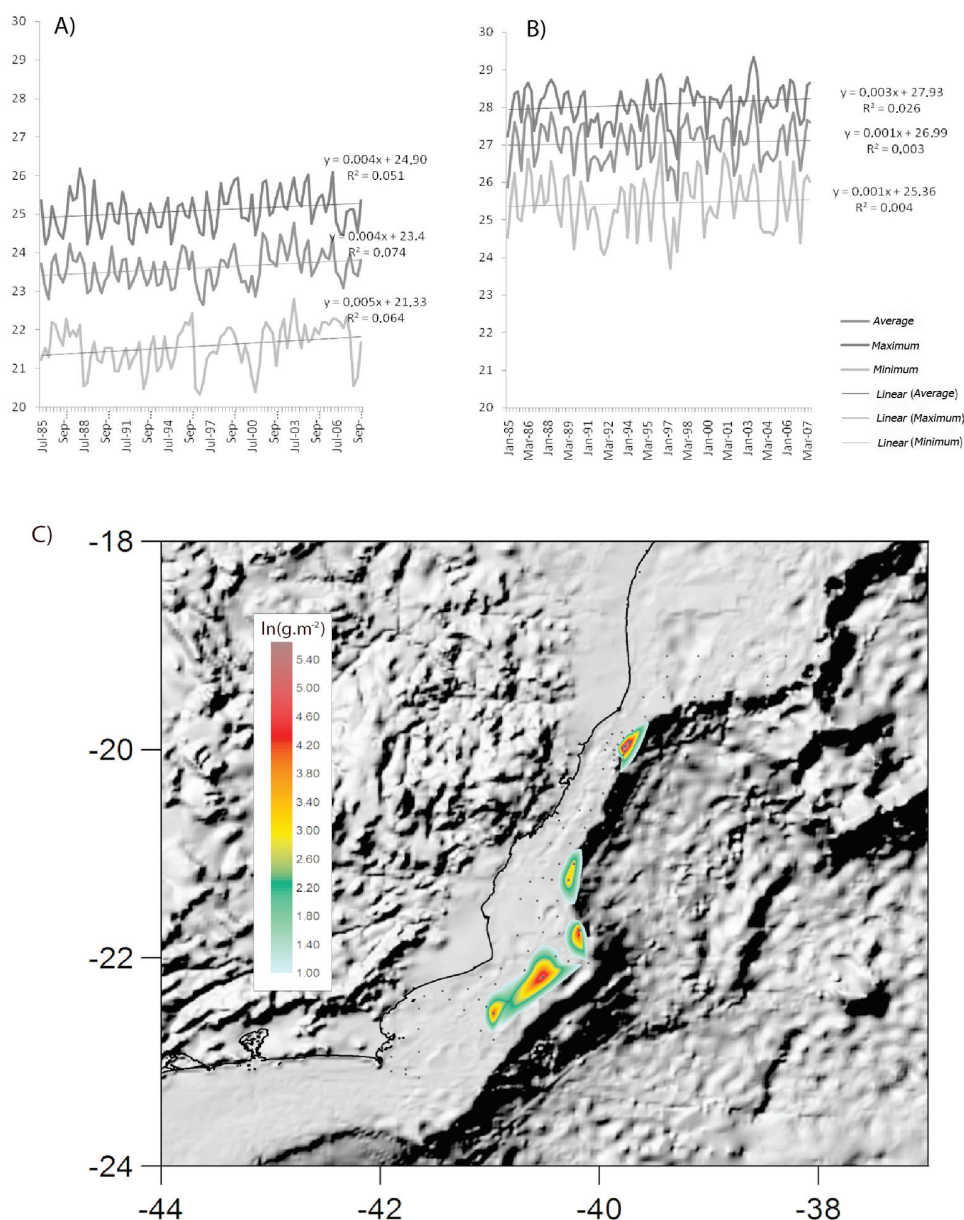 A)
30
29
28
27
26
25
24
23
22
21
20
y = 0.004x + 24.90
R² = 0.051
y = 0.004x + 23.4
R² = 0.074
y = 0.005x + 21.33
R² = 0.064
Jul-85
Sep-
Jul-88
Sep-
Jul-91
Sep-
Jul-94
Sep-
Jul-97
Sep-
Jul-00
Sep-
Jul-03
Sep-
Jul-06
Sep-
B)
30
29
28
27
26
25
24
23
22
21
20
y = 0.003x + 27.93
R² = 0.026
y = 0.001x + 26.99
R² = 0,003
y = 0.001x + 25.36
R² = 0.004
Jan-85
Mar-86
Jan-88
Mar-89
Jan-91
Mar-92
Jan-94
Mar-95
Jan-97
Mar-98
Jan-00
Mar-01
Jan-03
Mar-04
Jan-06
Mar-07
Average
Maximum
Minimum
Linear (Average)
Linear (Maximum)
Linear (Minimum)
C)
-18
-20
-22
-24
-44
-42
-40
-38
ln(g.m⁻²)
5.40
5.00
4.60
4.20
3.80
3.40
3.00
2.60
2.20
1.80
1.40
1.00